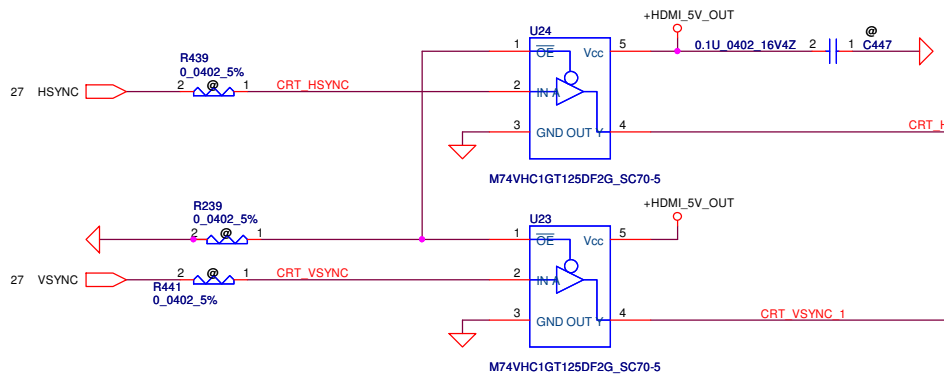 +HDMI_5V_OUT
U24
1 OE Vcc 5
0.1U_0402_16V4Z 2 1 @ C447
R439
0_0402_5%
27 HSYNC 2 @ 1 CRT_HSYNC 2 IN A
3 GND OUT Y 4 CRT_H
M74VHC1GT125DF2G_SC70-5
R239
0_0402_5%
2 @ 1
+HDMI_5V_OUT
U23
1 OE Vcc 5
27 VSYNC 2 @ 1 CRT_VSYNC 2 IN A
R441
0_0402_5%
3 GND OUT Y 4 CRT_VSYNC_1
M74VHC1GT125DF2G_SC70-5